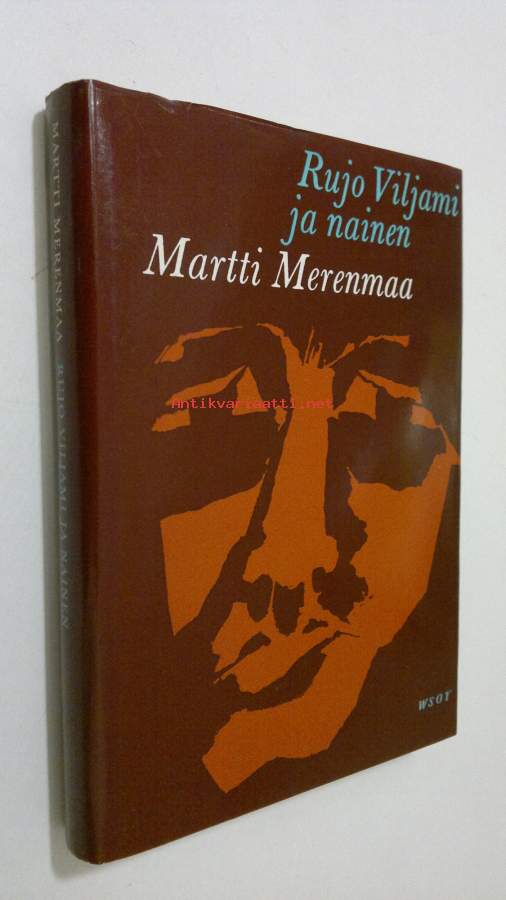 Rujo Viljami
ja nainen
Martti Merenmaa
Antikvariaatti.net
WSOY
MARTTI MERENMAA RUJO VILJAMI JA NAINEN